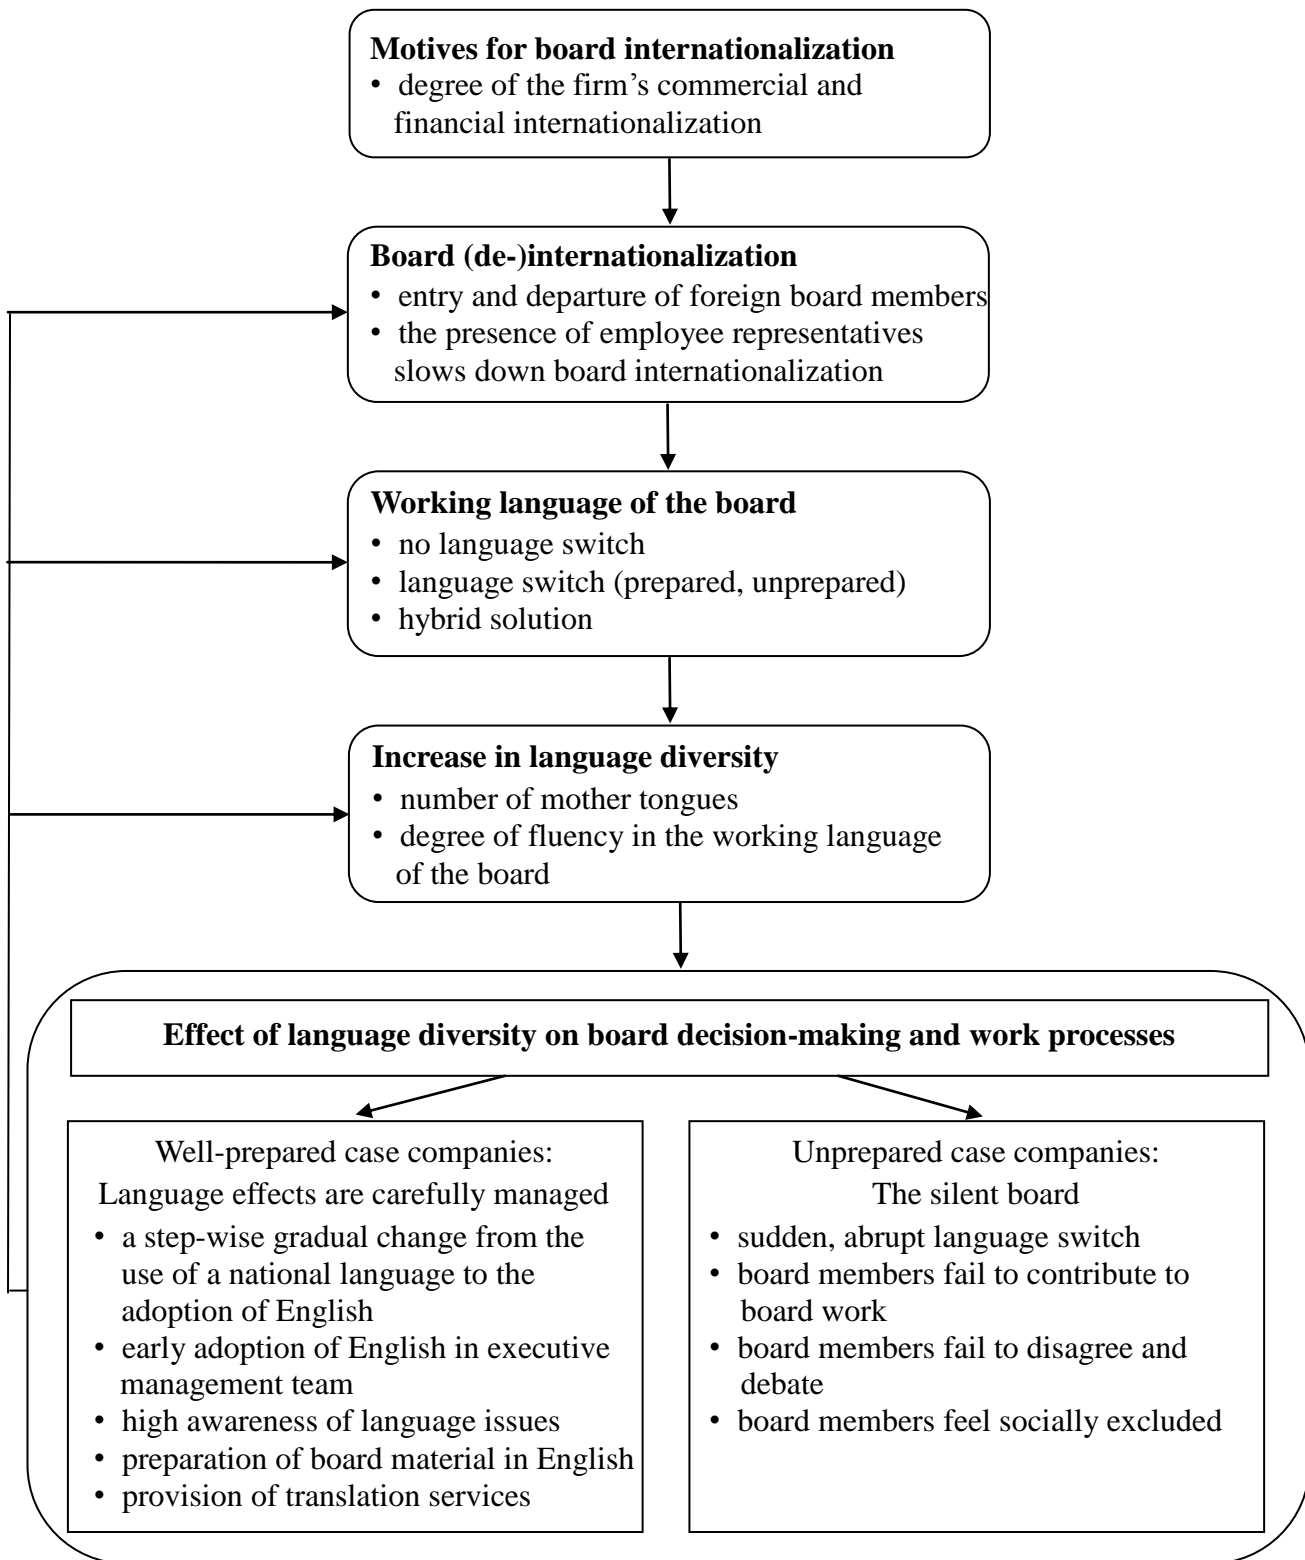 Motives for board internationalization
• degree of the firm’s commercial and
financial internationalization
Board (de-)internationalization
• entry and departure of foreign board members
• the presence of employee representatives
slows down board internationalization
Working language of the board
• no language switch
• language switch (prepared, unprepared)
• hybrid solution
Increase in language diversity
• number of mother tongues
• degree of fluency in the working language
of the board
Effect of language diversity on board decision-making and work processes
Well-prepared case companies:
Language effects are carefully managed
• a step-wise gradual change from the
use of a national language to the
adoption of English
• early adoption of English in executive
management team
• high awareness of language issues
• preparation of board material in English
• provision of translation services
Unprepared case companies:
The silent board
• sudden, abrupt language switch
• board members fail to contribute to
board work
• board members fail to disagree and
debate
• board members feel socially excluded